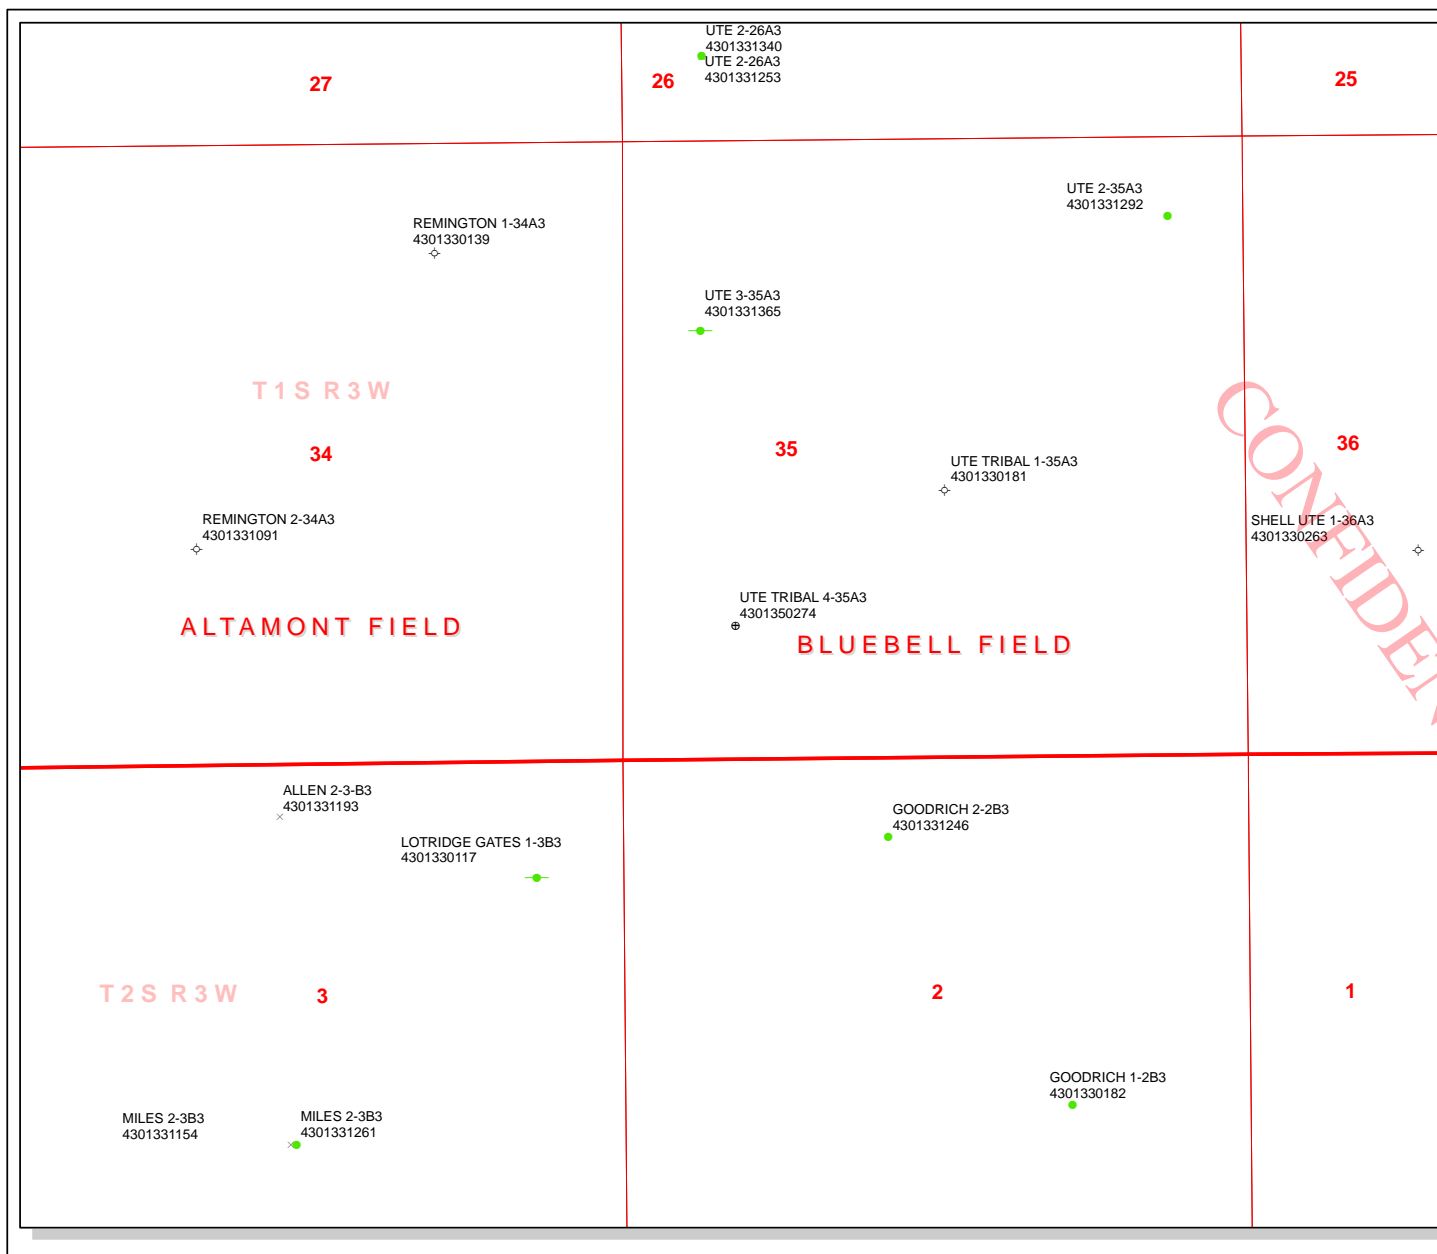 UTE 2-26A3
4301331340
UTE 2-26A3
4301331253
27
26
25
UTE 2-35A3
4301331292
REMINGTON 1-34A3
4301330139
UTE 3-35A3
4301331365
T1S R3W
34
35
36
UTE TRIBAL 1-35A3
4301330181
REMINGTON 2-34A3
4301331091
SHELL UTE 1-36A3
4301330263
UTE TRIBAL 4-35A3
4301350274
ALTAMONT FIELD
BLUEBELL FIELD
CONFIDEN
ALLEN 2-3-B3
4301331193
GOODRICH 2-2B3
4301331246
LOTRIDGE GATES 1-3B3
4301330117
T2S R3W
3
2
1
GOODRICH 1-2B3
4301330182
MILES 2-3B3
4301331154
MILES 2-3B3
4301331261